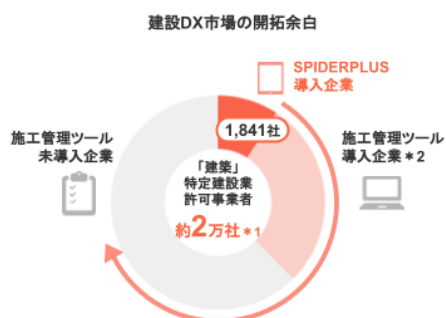 建設DX市場の開拓余白
SPIDERPLUS
導入企業
1,841社
施工管理ツール
未導入企業
施工管理ツール
導入企業＊2
「建築」
特定建設業
許可事業者
約2万社＊1